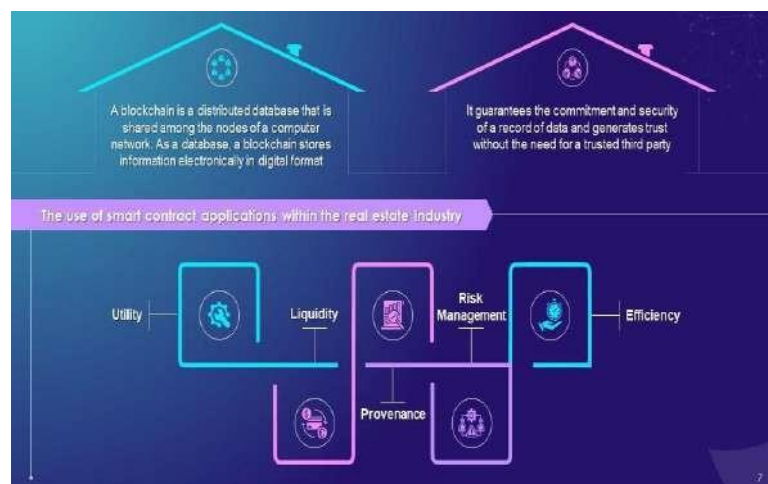 A blockchain is a distributed database that is
shared among the nodes of a computer
network. As a database, a blockchain stores
information electronically in digital format
It guarantees the commitment and security
of a record of data and generates trust
without the need for a trusted third party
The use of smart contract applications within the real estate industry
Utility
Liquidity
Provenance
Risk
Management
Efficiency
7